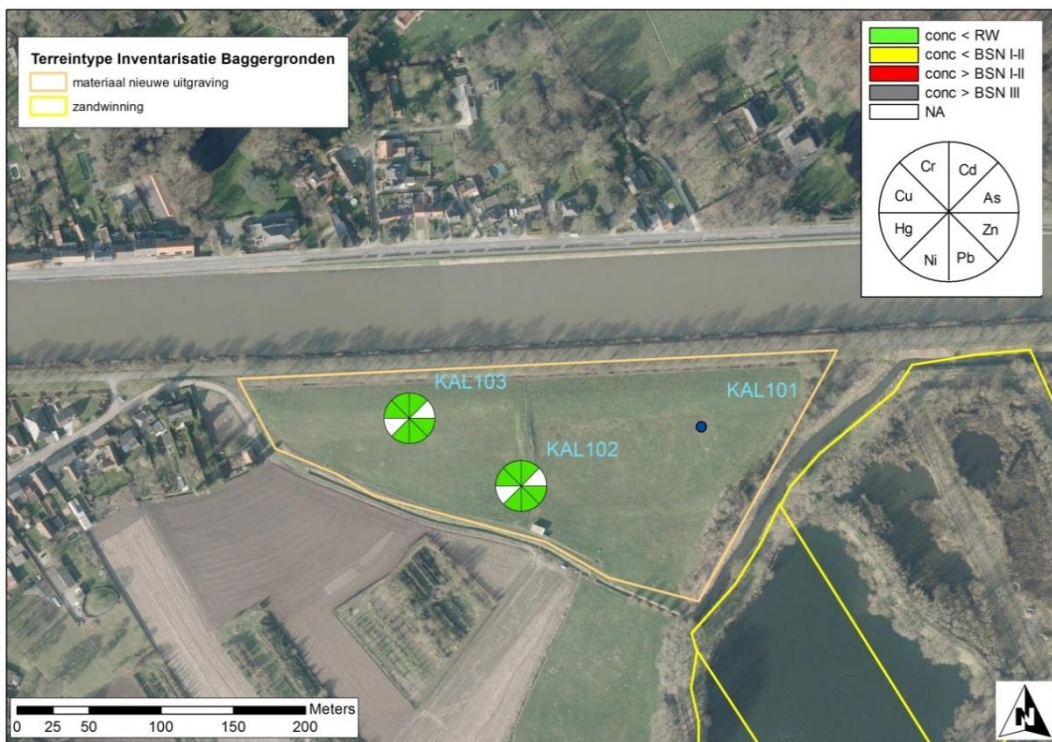 Terreintype Inventarisatie Baggergronden
materiaal nieuwe uitgraving
zandwinning
conc < RW
conc < BSN I-II
conc > BSN I-II
conc > BSN III
NA
Cr
Cd
Cu
As
Hg
Zn
Ni
Pb
KAL103
KAL101
KAL102
Meters
0 25 50 100 150 200
N